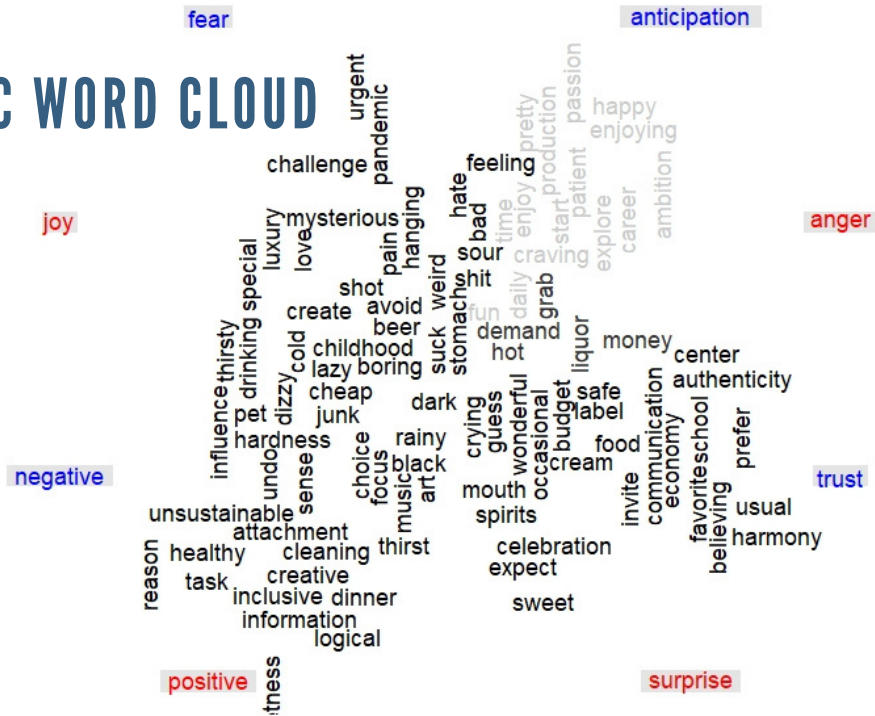 fear
anticipation
C WORD CLOUD
urgent
pandemic
passion
pretty
production
happy
enjoying
challenge
feeling
patient
ambition
hate
hanging
bad
time
enjoy
start
explore
career
joy
anger
luxury
mysterious
love
pain
sour
craving
special
weird
shit
shot
daily
grab
create
avoid
stomach
fun
beer
suck
demand
liquor
money
thirsty
drinking
cold
childhood
hot
center
lazy
boring
authenticity
influence
dizzy
cheap
dark
crying
guess
wonderful
occasional
budget
safe
label
communication
economy
school
prefer
pet
junk
hardness
rainy
food
undo
sense
choice
focus
black
cream
favorite
negative
music
art
mouth
invite
trust
unsustainable
spirits
believing
usual
attachment
harmony
reason
healthy
cleaning
thirst
celebration
task
creative
expect
inclusive
dinner
sweet
information
logical
positive
tness
surprise